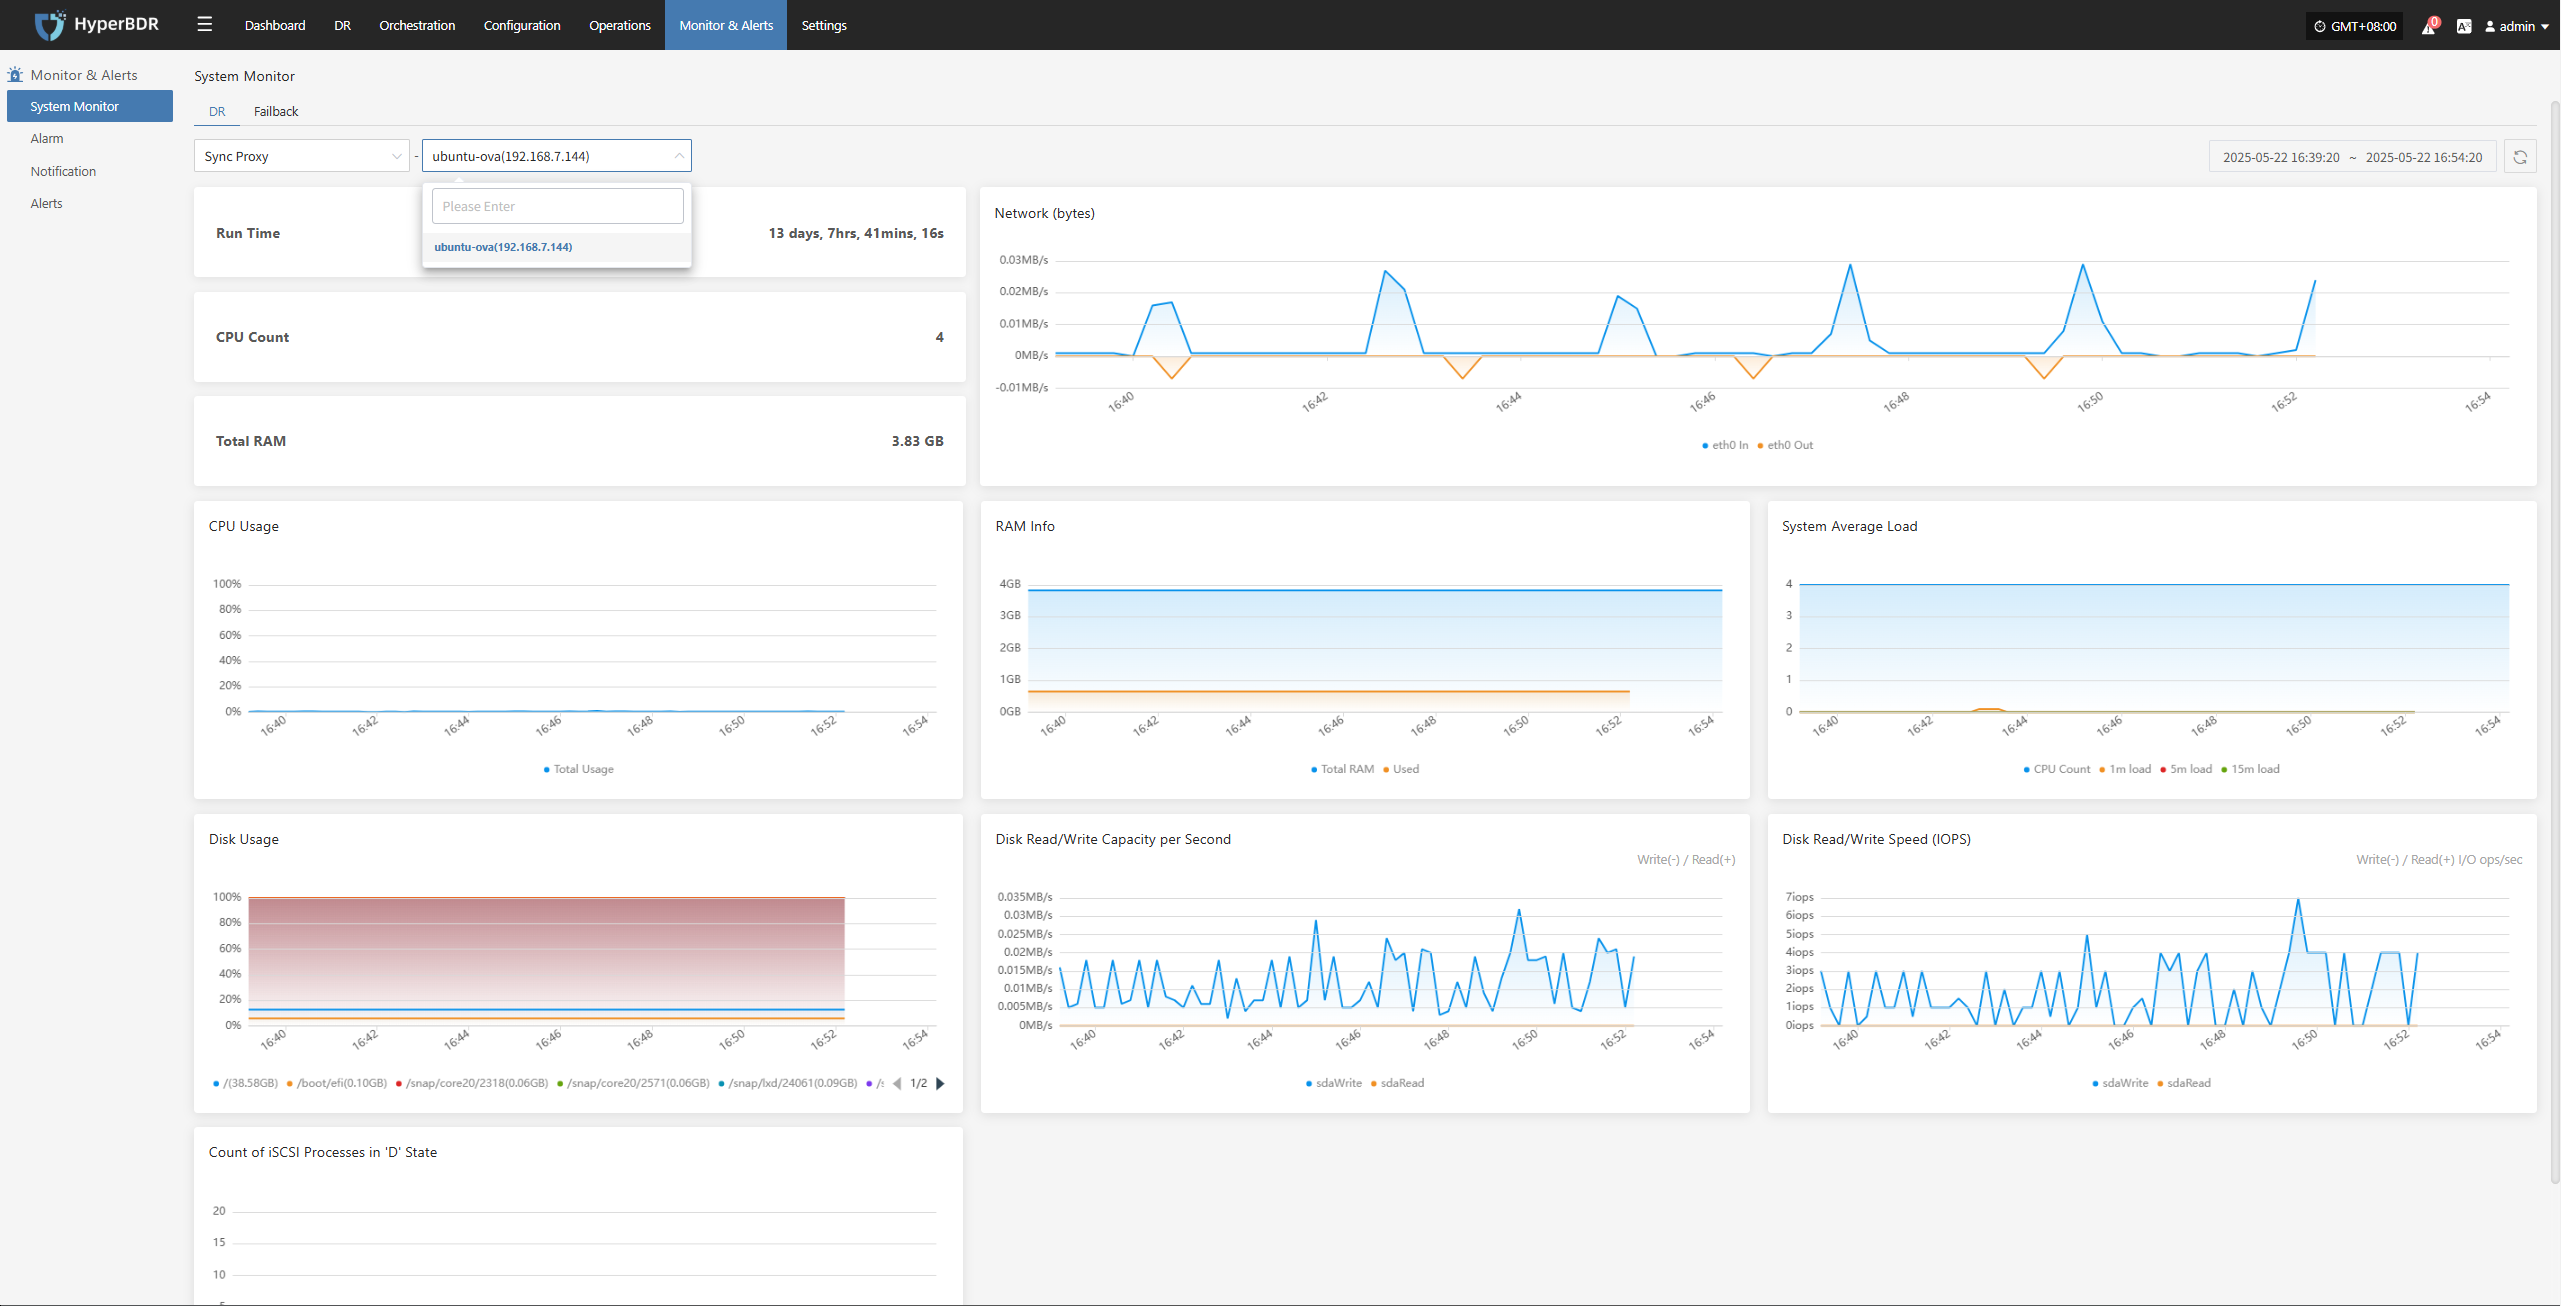 HyperBDR
Dashboard DR Orchestration Configuration Operations Monitor & Alerts Settings
GMT+08:00 0 admin
Monitor & Alerts
System Monitor
Alarm
Notification
Alerts
System Monitor
DR Failback
Sync Proxy - ubuntu-ova(192.168.7.144)
2025-05-22 16:39:20 ~ 2025-05-22 16:54:20
Please Enter
ubuntu-ova(192.168.7.144)
Run Time 13 days, 7hrs, 41mins, 16s
CPU Count 4
Total RAM 3.83 GB
Network (bytes)
0.03MB/s
0.02MB/s
0.01MB/s
0MB/s
-0.01MB/s
16:40 16:42 16:44 16:46 16:48 16:50 16:52 16:54
eth0 In eth0 Out
CPU Usage
100%
80%
60%
40%
20%
0%
16:40 16:42 16:44 16:46 16:48 16:50 16:52 16:54
Total Usage
RAM Info
4GB
3GB
2GB
1GB
0GB
16:40 16:42 16:44 16:46 16:48 16:50 16:52 16:54
Total RAM Used
System Average Load
4
3
2
1
0
16:40 16:42 16:44 16:46 16:48 16:50 16:52 16:54
CPU Count 1m load 5m load 15m load
Disk Usage
100%
80%
60%
40%
20%
0%
16:40 16:42 16:44 16:46 16:48 16:50 16:52 16:54
/(38.58GB) /boot/efi(0.10GB) /snap/core20/2318(0.06GB) /snap/core20/2571(0.06GB) /snap/lxd/24061(0.09GB) 1/2
Disk Read/Write Capacity per Second
Write(-) / Read(+)
0.035MB/s
0.03MB/s
0.025MB/s
0.02MB/s
0.015MB/s
0.01MB/s
0.005MB/s
0MB/s
16:40 16:42 16:44 16:46 16:48 16:50 16:52 16:54
sdaWrite sdaRead
Disk Read/Write Speed (IOPS)
Write(-) / Read(+) I/O ops/sec
7iops
6iops
5iops
4iops
3iops
2iops
1iops
0iops
16:40 16:42 16:44 16:46 16:48 16:50 16:52 16:54
sdaWrite sdaRead
Count of iSCSI Processes in 'D' State
20
15
10